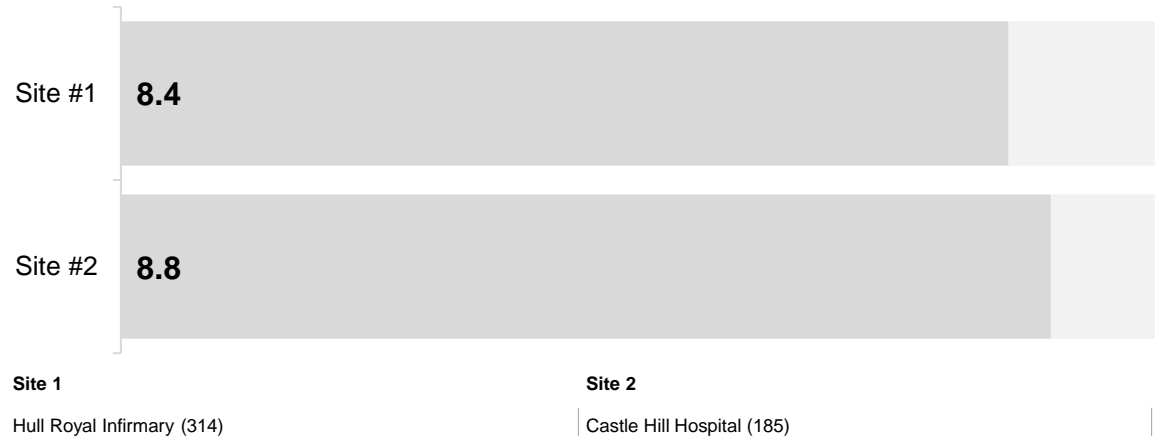 Site #1 8.4
Site #2 8.8
Site 1 Site 2
Hull Royal Infirmary (314) Castle Hill Hospital (185)